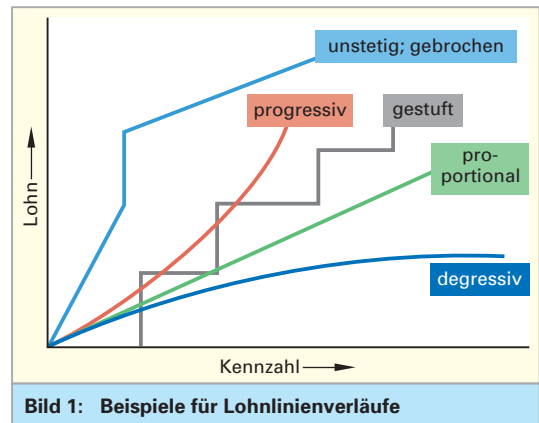 unstetig; gebrochen
progressiv
gestuft
pro-
portional
degressiv
Lohn
Kennzahl
Bild 1: Beispiele für Lohnlinienverläufe